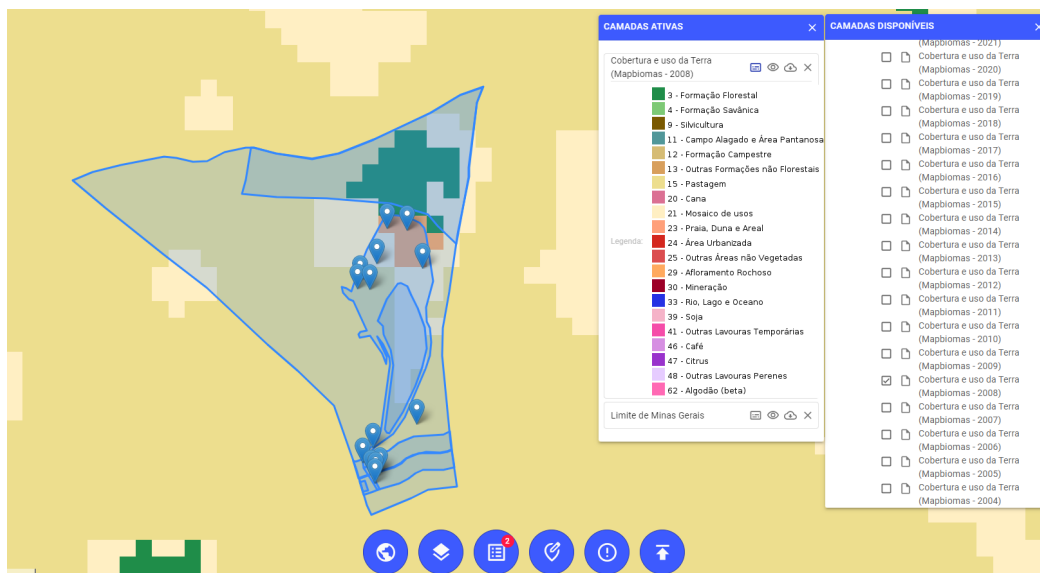 CAMADAS ATIVAS
Cobertura e uso da Terra
(Mapbiomas - 2008)
Legenda:
3 - Formação Florestal
4 - Formação Savânica
9 - Silvicultura
11 - Campo Alagado e Área Pantanosa
12 - Formação Campestre
13 - Outras Formações não Florestais
15 - Pastagem
20 - Cana
21 - Mosaico de usos
23 - Praia, Duna e Areal
24 - Área Urbanizada
25 - Outras Áreas não Vegetadas
29 - Afloramento Rochoso
30 - Mineração
33 - Rio, Lago e Oceano
39 - Soja
41 - Outras Lavouras Temporárias
46 - Café
47 - Citrus
48 - Outras Lavouras Perenes
62 - Algodão (beta)
Limite de Minas Gerais
CAMADAS DISPONÍVEIS
(Mapbiomas - 2021)
Cobertura e uso da Terra
(Mapbiomas - 2020)
Cobertura e uso da Terra
(Mapbiomas - 2019)
Cobertura e uso da Terra
(Mapbiomas - 2018)
Cobertura e uso da Terra
(Mapbiomas - 2017)
Cobertura e uso da Terra
(Mapbiomas - 2016)
Cobertura e uso da Terra
(Mapbiomas - 2015)
Cobertura e uso da Terra
(Mapbiomas - 2014)
Cobertura e uso da Terra
(Mapbiomas - 2013)
Cobertura e uso da Terra
(Mapbiomas - 2012)
Cobertura e uso da Terra
(Mapbiomas - 2011)
Cobertura e uso da Terra
(Mapbiomas - 2010)
Cobertura e uso da Terra
(Mapbiomas - 2009)
Cobertura e uso da Terra
(Mapbiomas - 2008)
Cobertura e uso da Terra
(Mapbiomas - 2007)
Cobertura e uso da Terra
(Mapbiomas - 2006)
Cobertura e uso da Terra
(Mapbiomas - 2005)
Cobertura e uso da Terra
(Mapbiomas - 2004)
2